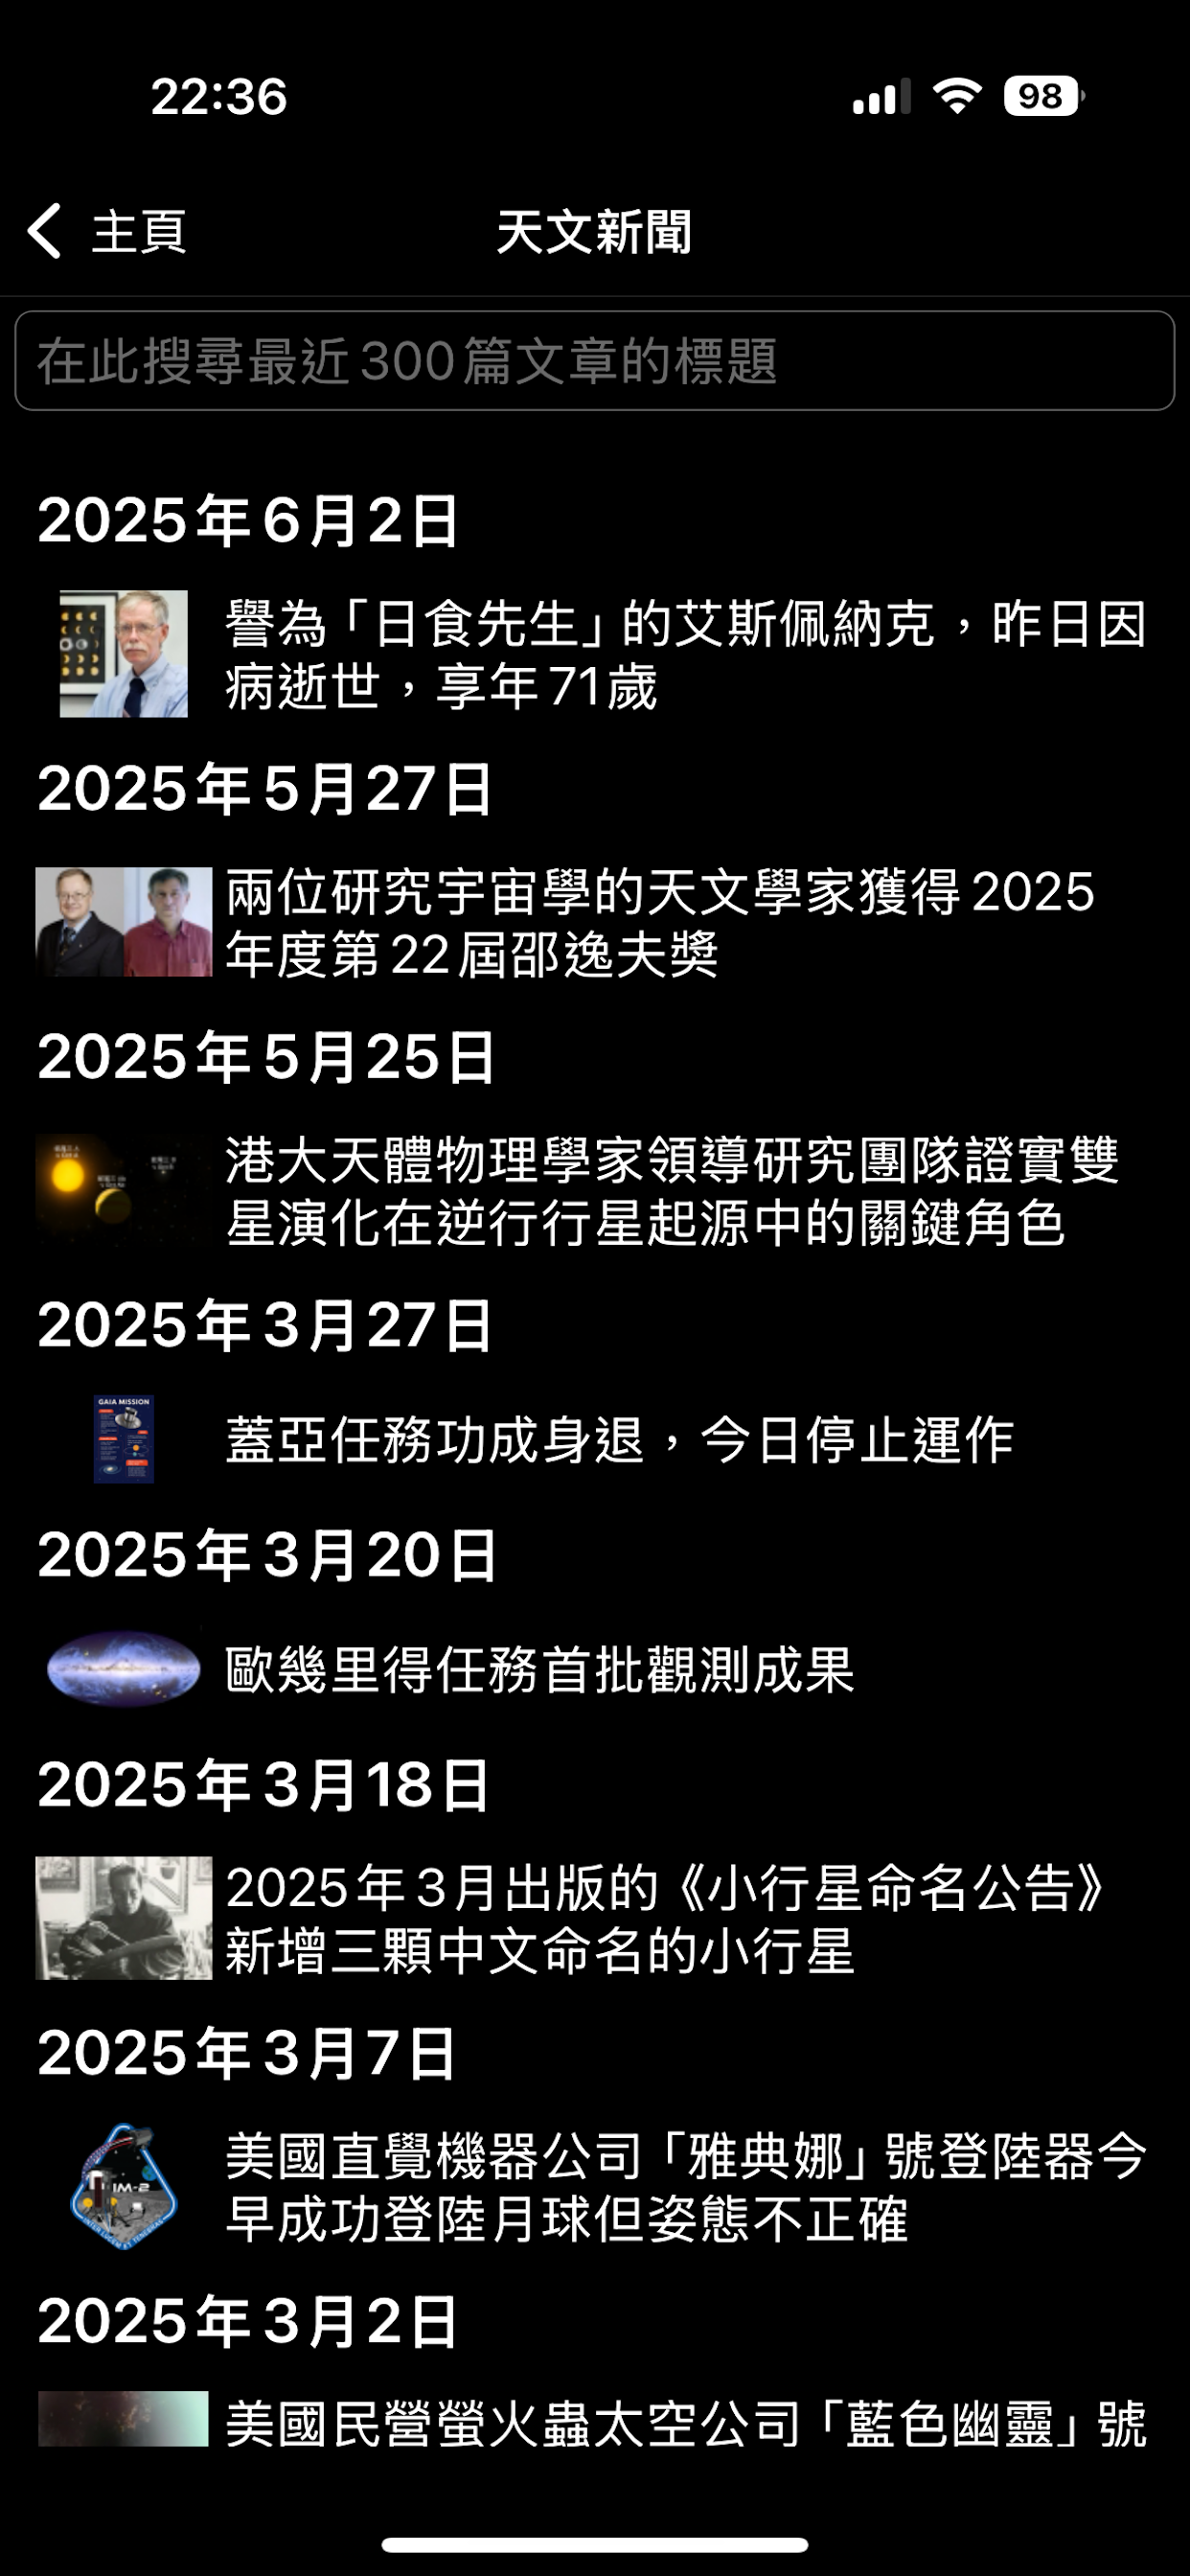 22:36
98
主頁
天文新聞
在此搜尋最近300篇文章的標題
2025年6月2日
譽為「日食先生」的艾斯佩納克，昨日因
病逝世，享年71歲
2025年5月27日
兩位研究宇宙學的天文學家獲得2025
年度第22屆邵逸夫獎
2025年5月25日
港大天體物理學家領導研究團隊證實雙
星演化在逆行行星起源中的關鍵角色
2025年3月27日
GAIA MISSION
蓋亞任務功成身退，今日停止運作
2025年3月20日
歐幾里得任務首批觀測成果
2025年3月18日
2025年3月出版的《小行星命名公告》
新增三顆中文命名的小行星
2025年3月7日
IM-2
美國直覺機器公司「雅典娜」號登陸器今
早成功登陸月球但姿態不正確
2025年3月2日
美國民營螢火蟲太空公司「藍色幽靈」號